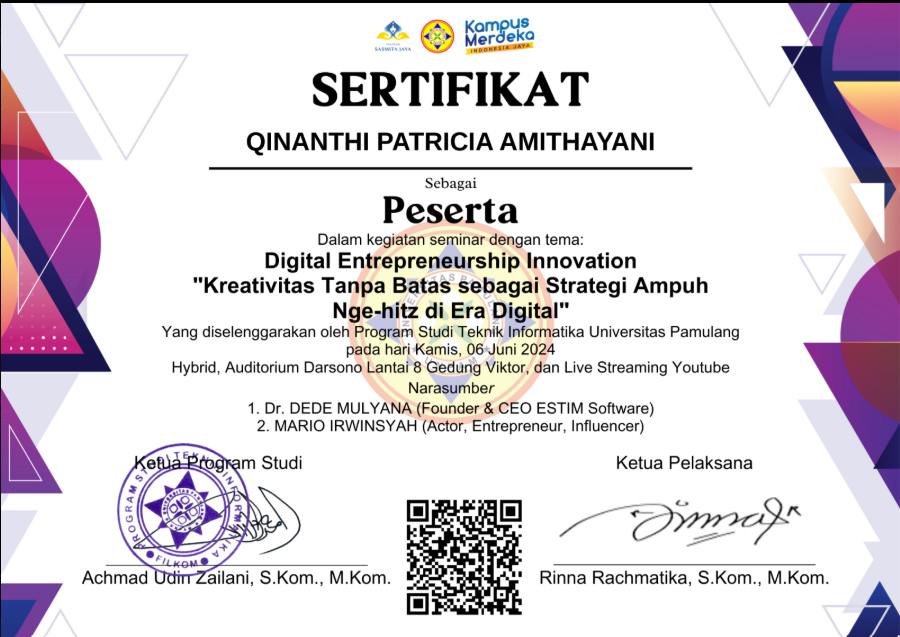 SASMITA JAYA
Kampus
Merdeka
INDONESIA JAYA
SERTIFIKAT
QINANTHI PATRICIA AMITHAYANI
Sebagai
Peserta
Dalam kegiatan seminar dengan tema:
Digital Entrepreneurship Innovation
"Kreativitas Tanpa Batas sebagai Strategi Ampuh
Nge-hitz di Era Digital"
Yang diselenggarakan oleh Program Studi Teknik Informatika Universitas Pamulang
pada hari Kamis, 06 Juni 2024
Hybrid, Auditorium Darsono Lantai 8 Gedung Viktor, dan Live Streaming Youtube
Narasumber
1. Dr. DEDE MULYANA (Founder & CEO ESTIM Software)
2. MARIO IRWINSYAH (Actor, Entrepreneur, Influencer)
Ketua Program Studi
Ketua Pelaksana
PROGRAM STUDI TEKNIK INFORMATIKA
FILKOM
Achmad Udin Zailani, S.Kom., M.Kom.
Rinna Rachmatika, S.Kom., M.Kom.